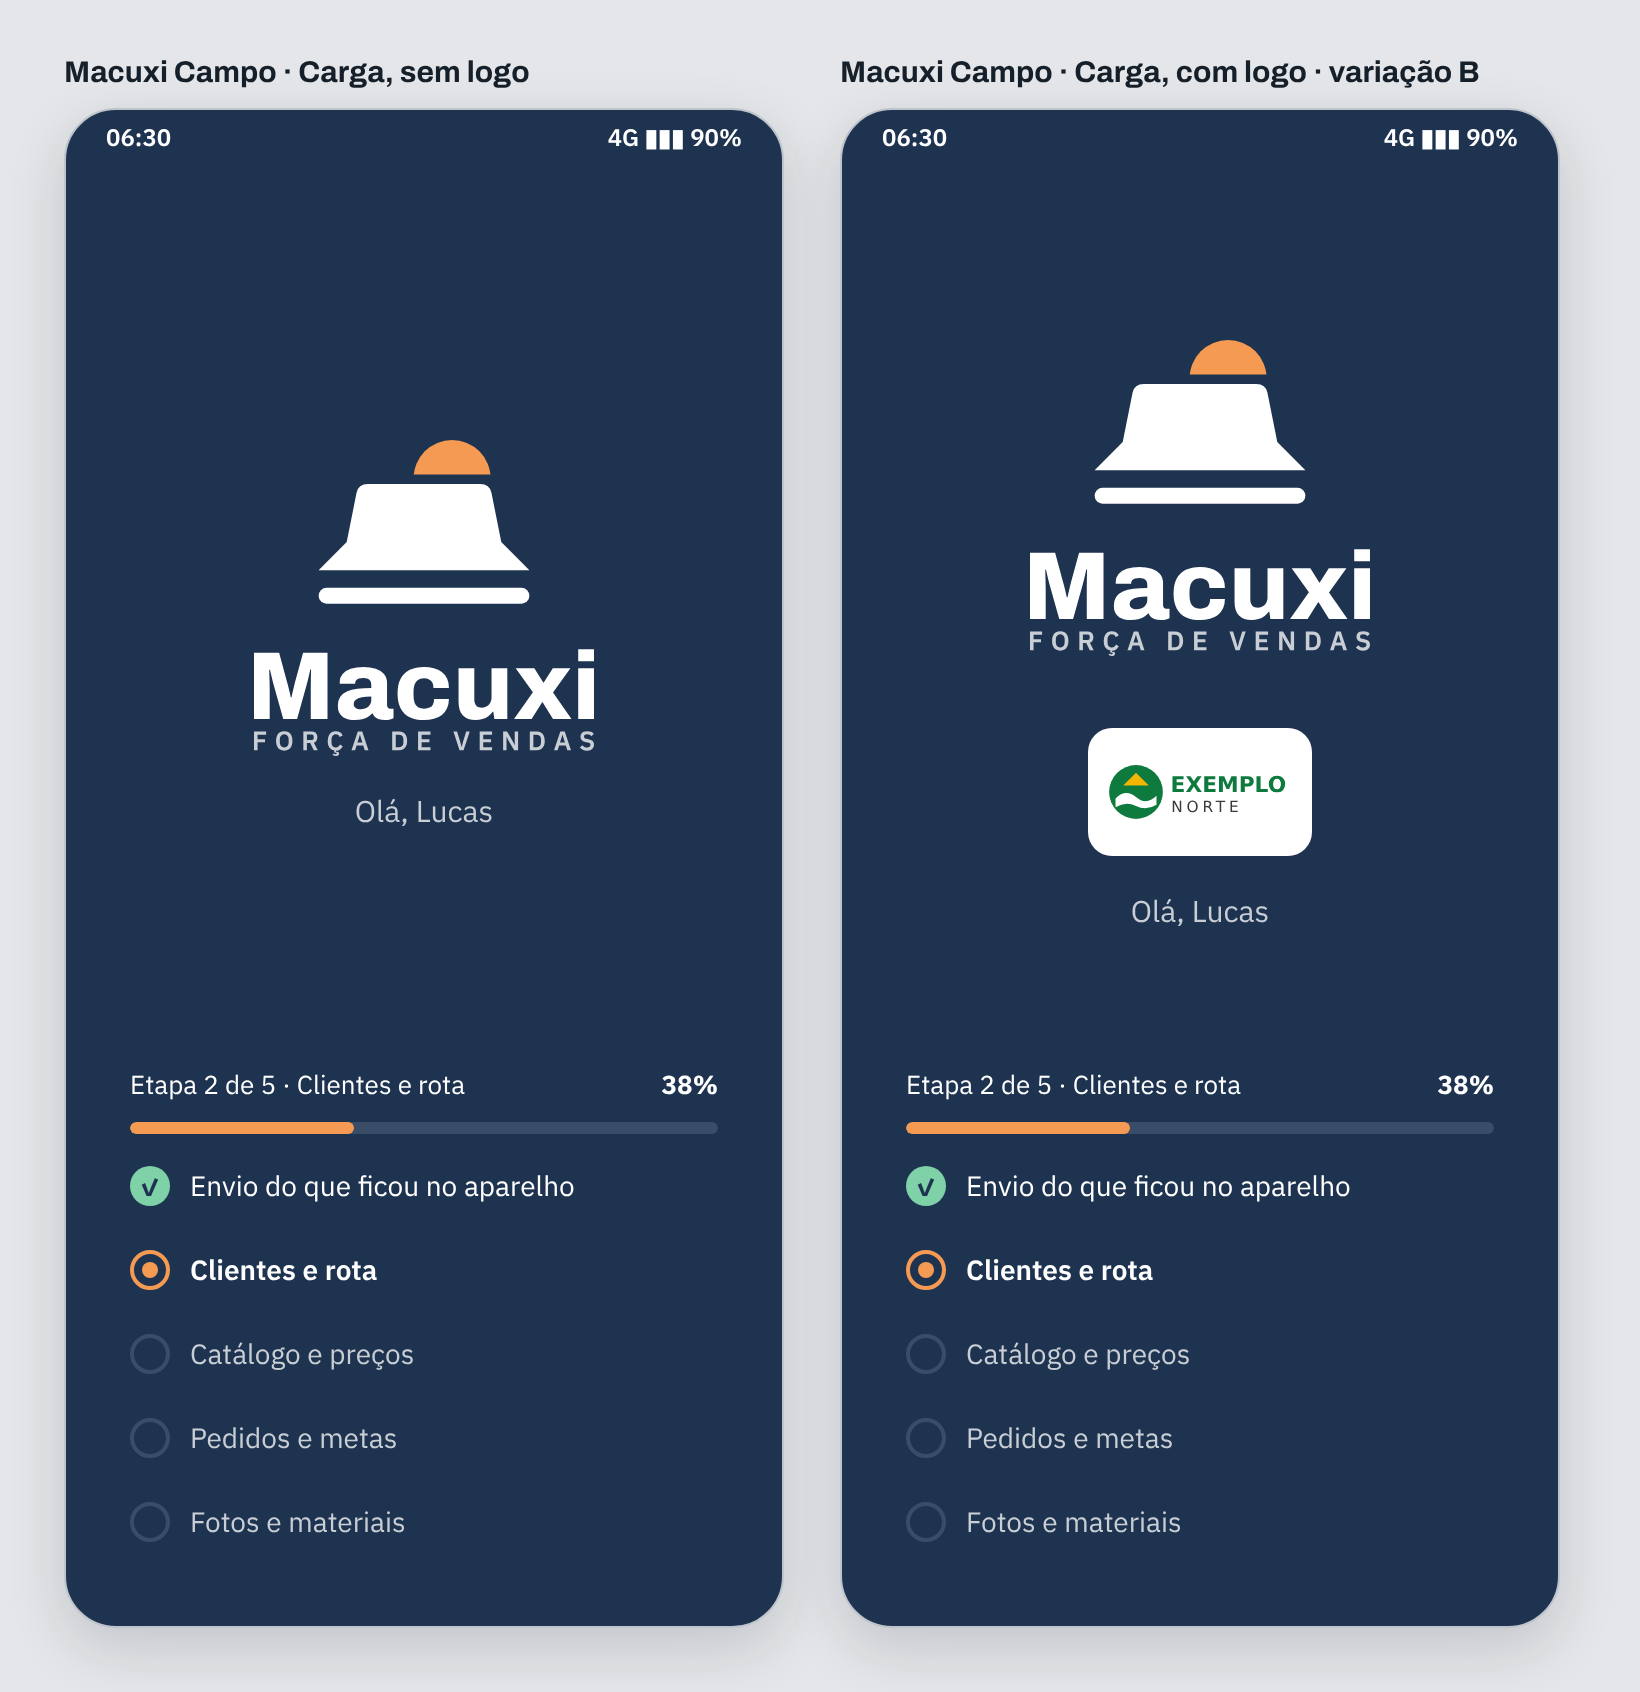 Macuxi Campo · Carga, sem logo
06:30
4G 90%
Macuxi
FORÇA DE VENDAS
Olá, Lucas
Etapa 2 de 5 · Clientes e rota 38%
Envio do que ficou no aparelho
Clientes e rota
Catálogo e preços
Pedidos e metas
Fotos e materiais
Macuxi Campo · Carga, com logo · variação B
06:30
4G 90%
Macuxi
FORÇA DE VENDAS
EXEMPLO
NORTE
Olá, Lucas
Etapa 2 de 5 · Clientes e rota 38%
Envio do que ficou no aparelho
Clientes e rota
Catálogo e preços
Pedidos e metas
Fotos e materiais